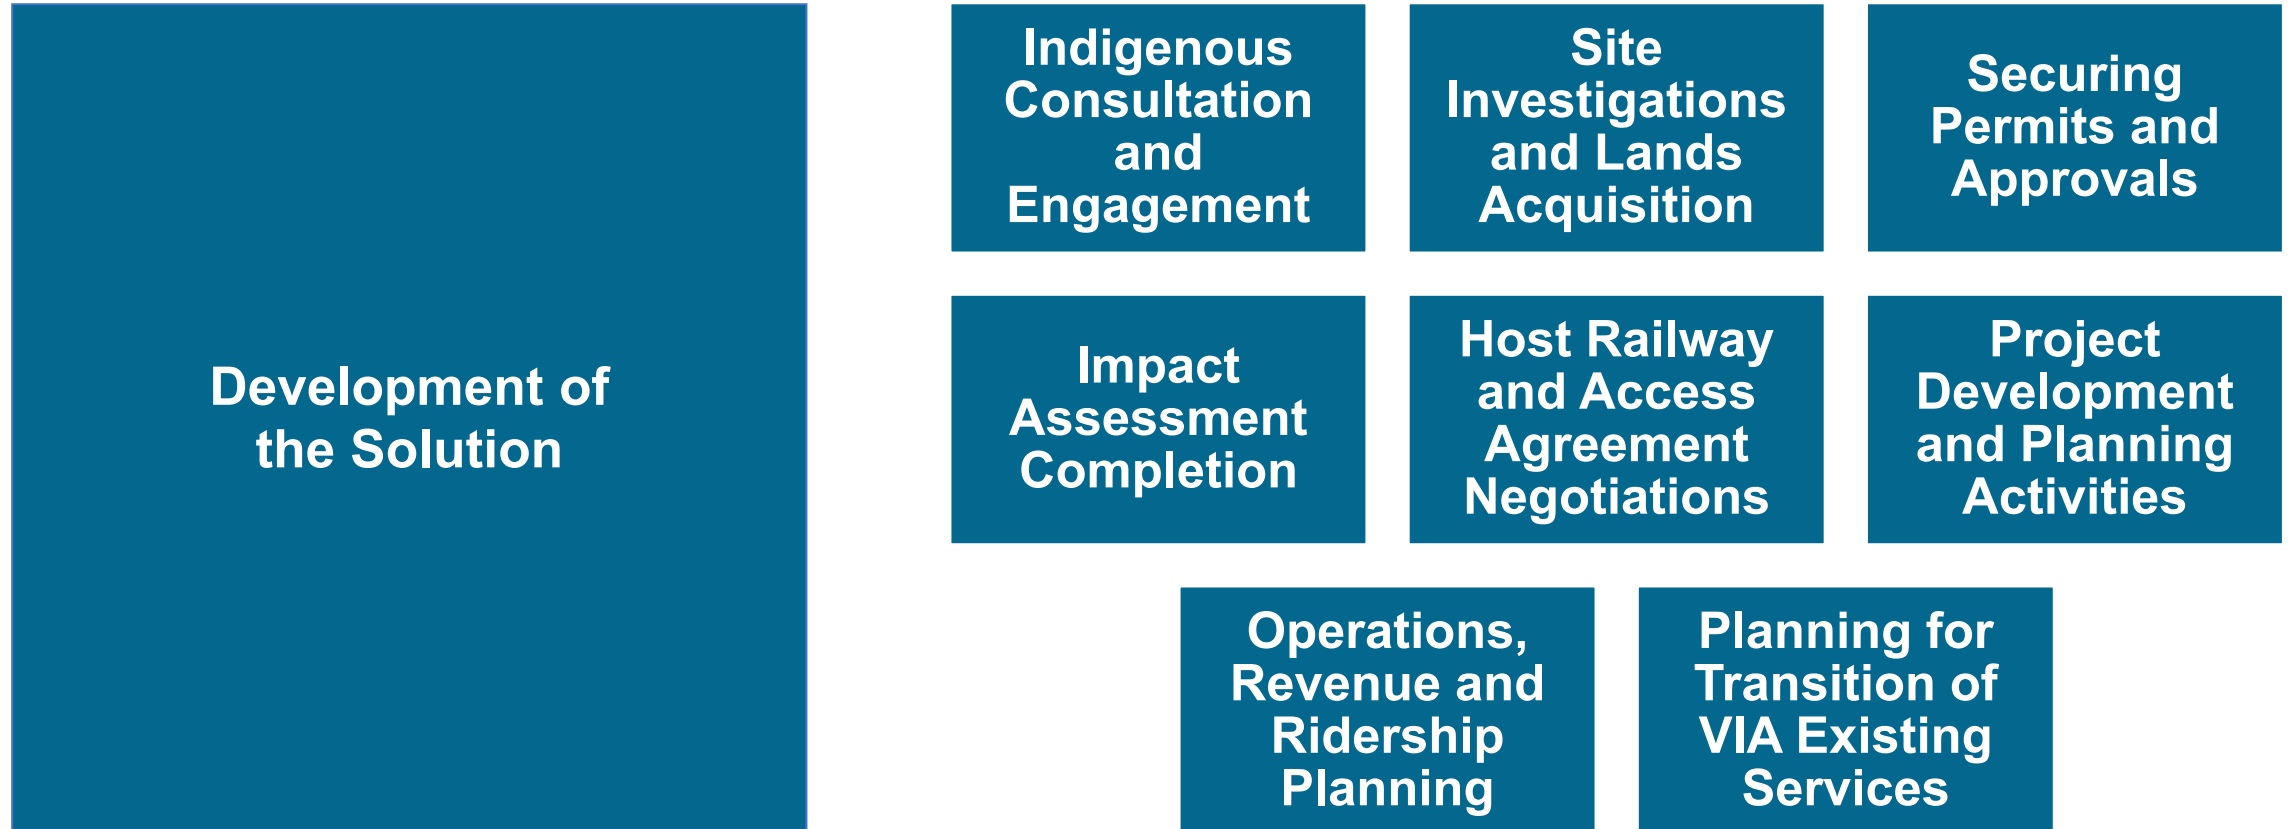 Development of
the Solution
Indigenous
Consultation
and
Engagement
Site
Investigations
and Lands
Acquisition
Securing
Permits and
Approvals
Impact
Assessment
Completion
Host Railway
and Access
Agreement
Negotiations
Project
Development
and Planning
Activities
Operations,
Revenue and
Ridership
Planning
Planning for
Transition of
VIA Existing
Services